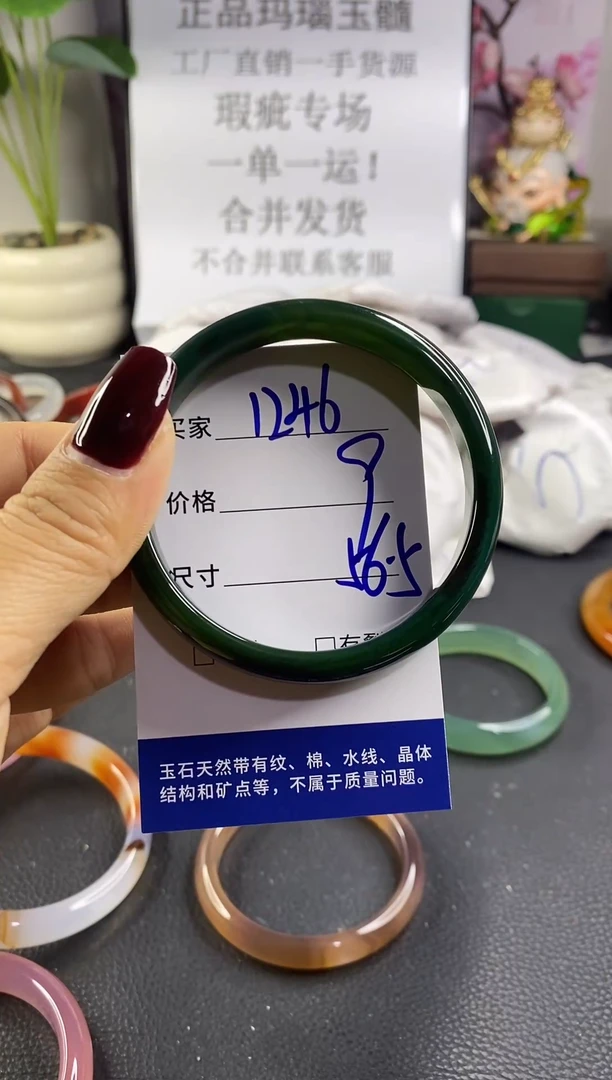 正品玛瑙玉髓
工厂直销一手货源
瑕疵专场
一单一运！
合并发货
不合并联系客服
买家 1246
价格
尺寸 56.5
玉石天然带有纹、棉、水线、晶体
结构和矿点等，不属于质量问题。